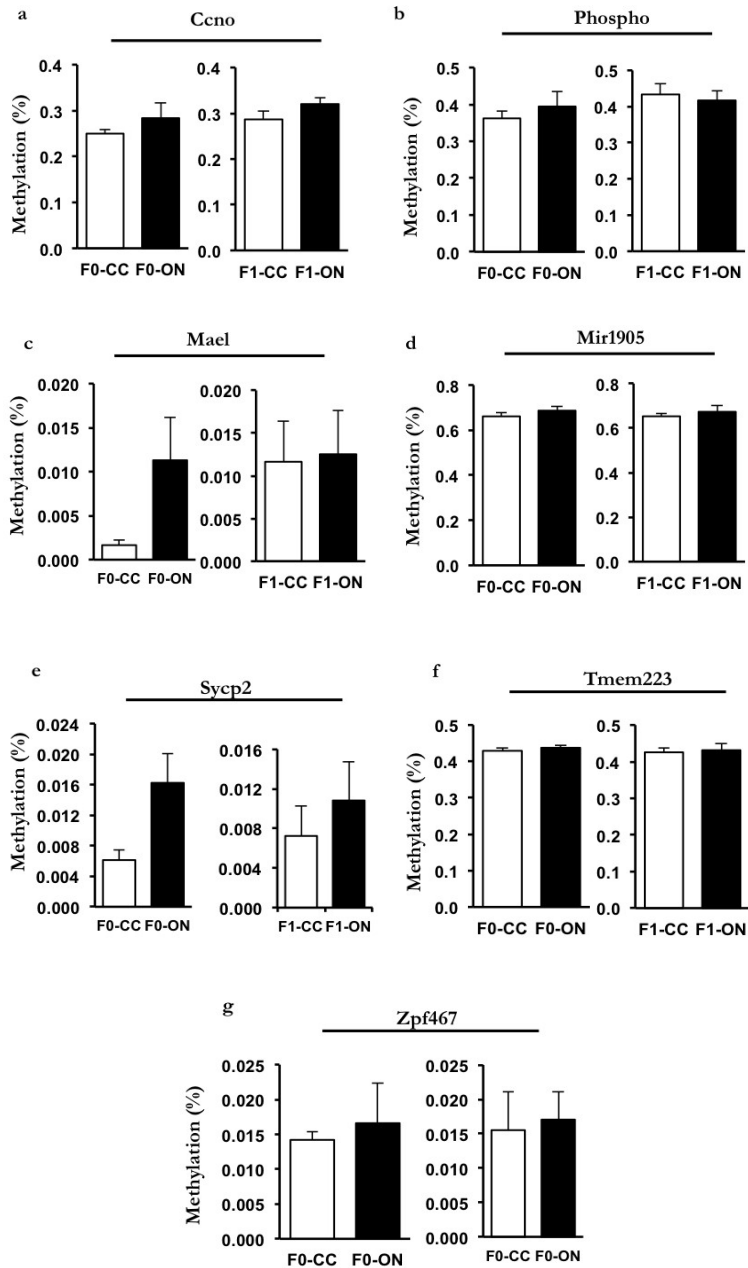 a
Ccno
Methylation (%)
0.4
0.3
0.2
0.1
0.0
F0-CC F0-ON
0.4
0.3
0.2
0.1
0.0
F1-CC F1-ON
b
Phospho
Methylation (%)
0.5
0.4
0.3
0.2
0.1
0.0
F0-CC F0-ON
0.5
0.4
0.3
0.2
0.1
0.0
F1-CC F1-ON
c
Mael
Methylation (%)
0.020
0.015
0.010
0.005
0.000
F0-CC F0-ON
0.020
0.015
0.010
0.005
0.000
F1-CC F1-ON
d
Mir1905
Methylation (%)
0.8
0.6
0.4
0.2
0.0
F0-CC F0-ON
0.8
0.6
0.4
0.2
0.0
F1-CC F1-ON
e
Sycp2
Methylation (%)
0.024
0.020
0.016
0.012
0.008
0.004
0.000
F0-CC F0-ON
0.016
0.012
0.008
0.004
0.000
F1-CC F1-ON
f
Tmem223
Methylation (%)
0.5
0.4
0.3
0.2
0.1
0.0
F0-CC F0-ON
0.5
0.4
0.3
0.2
0.1
0.0
F1-CC F1-ON
g
Zpf467
Methylation (%)
0.025
0.020
0.015
0.010
0.005
0.000
F0-CC F0-ON
0.025
0.020
0.015
0.010
0.005
0.000
F0-CC F0-ON